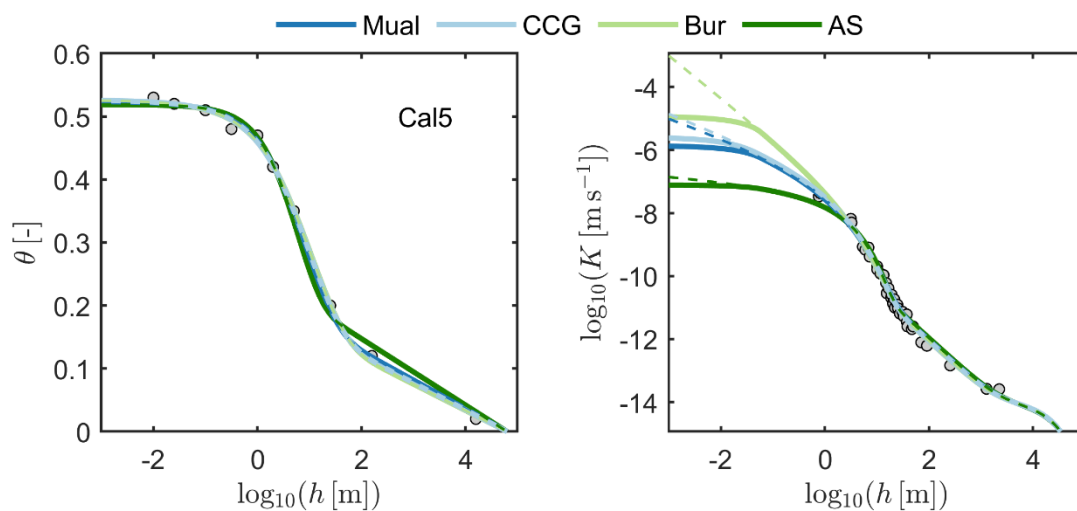 Mual CCG Bur AS
0.6
0.5
0.4
0.3
0.2
0.1
0
θ [-]
Cal5
-2 0 2 4
log₁₀(h [m])
-4
-6
-8
-10
-12
-14
log₁₀(K [m s⁻¹])
-2 0 2 4
log₁₀(h [m])